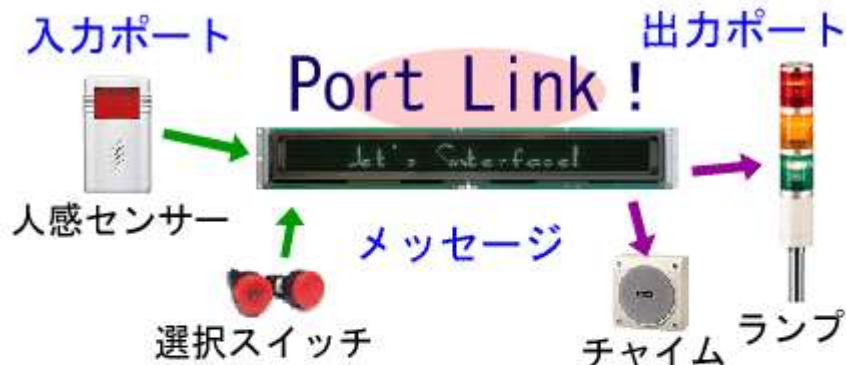 入力ポート
出力ポート
Port Link !
Let's Interface!
人感センサー
メッセージ
選択スイッチ
チャイム
ランプ